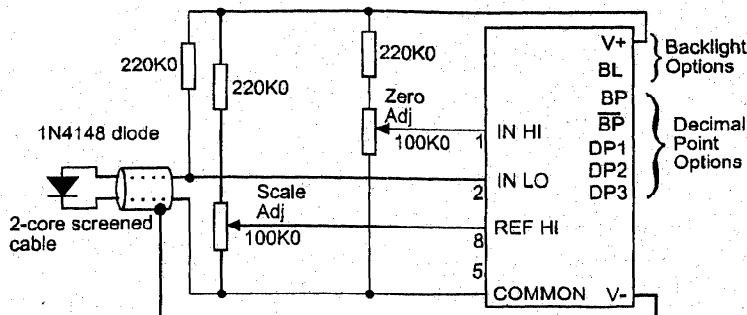 220K0
220K0
220K0
V+
BL
Backlight
Options
BP
BP
DP1
DP2
DP3
Decimal
Point
Options
Zero
Adj
100K0
1
IN HI
1N4148 diode
2
IN LO
2-core screened
cable
Scale
Adj
100K0
8
REF HI
5
COMMON
V-